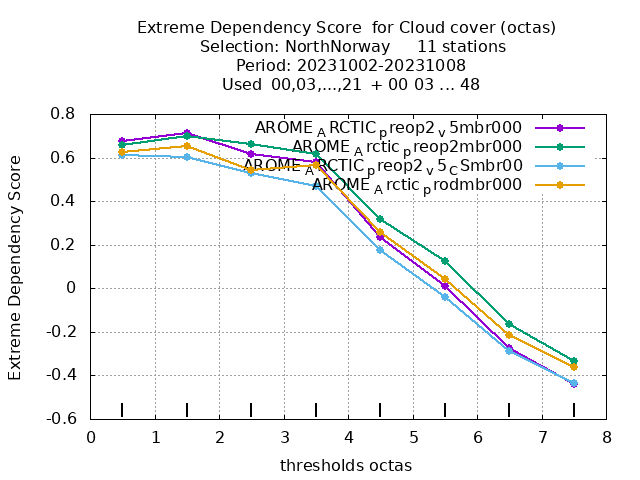 Extreme Dependency Score for Cloud cover (octas)
Selection: NorthNorway 11 stations
Period: 20231002-20231008
Used 00,03,...,21 + 00 03 ... 48
AROME_ARCTIC_preop2_v5mbr000
AROME_Arctic_preop2mbr000
AROME_ARCTIC_preop2_v5_CSmbr00
AROME_Arctic_prodmbr000
Extreme Dependency Score
0.8
0.6
0.4
0.2
0
-0.2
-0.4
-0.6
0 1 2 3 4 5 6 7 8
thresholds octas